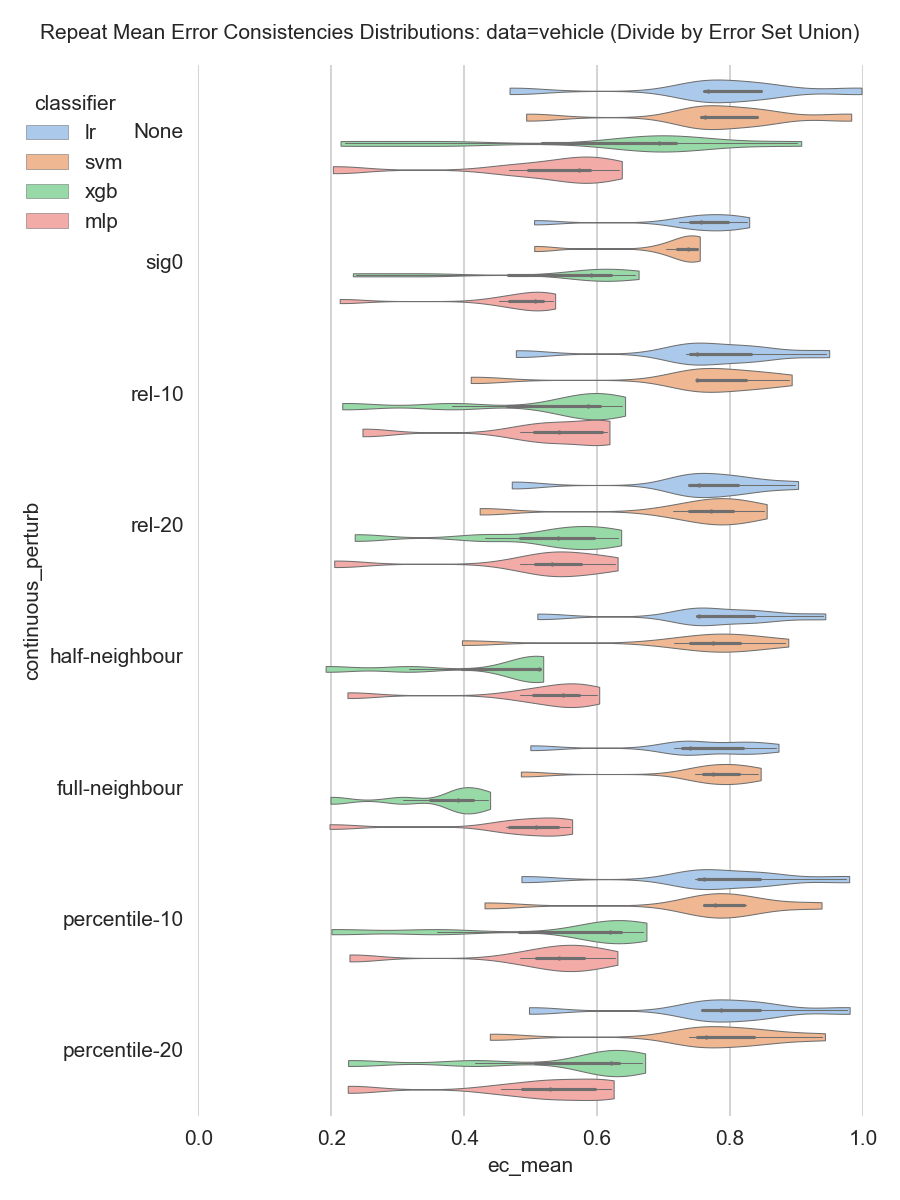 Repeat Mean Error Consistencies Distributions: data=vehicle (Divide by Error Set Union)
classifier
lr
svm
xgb
mlp
None
sig0
rel-10
rel-20
half-neighbour
full-neighbour
percentile-10
percentile-20
continuous_perturb
0.0 0.2 0.4 0.6 0.8 1.0
ec_mean